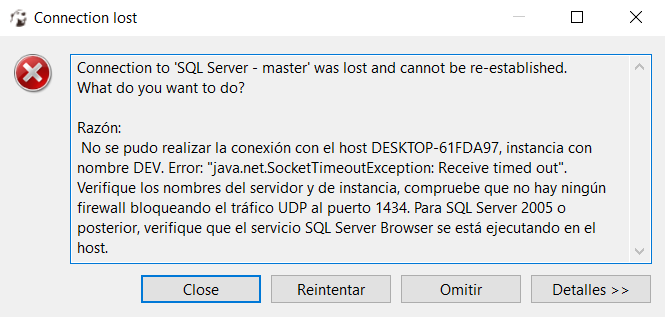 Connection lost
Connection to 'SQL Server - master' was lost and cannot be re-established.
What do you want to do?
Razón:
No se pudo realizar la conexión con el host DESKTOP-61FDA97, instancia con
nombre DEV. Error: "java.net.SocketTimeoutException: Receive timed out".
Verifique los nombres del servidor y de instancia, compruebe que no hay ningún
firewall bloqueando el tráfico UDP al puerto 1434. Para SQL Server 2005 o
posterior, verifique que el servicio SQL Server Browser se está ejecutando en el
host.
Close Reintentar Omitir Detalles >>